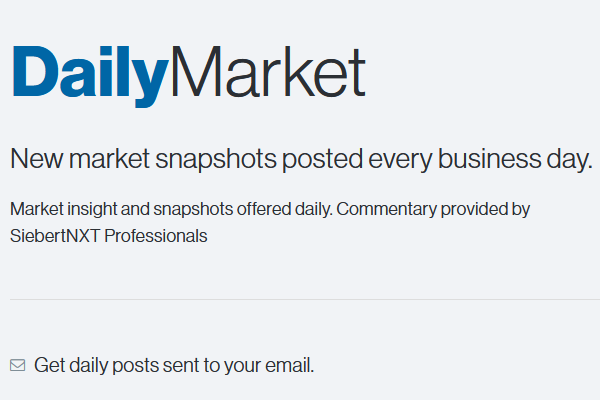 DailyMarket
New market snapshots posted every business day.
Market insight and snapshots offered daily. Commentary provided by
SiebertNXT Professionals
Get daily posts sent to your email.